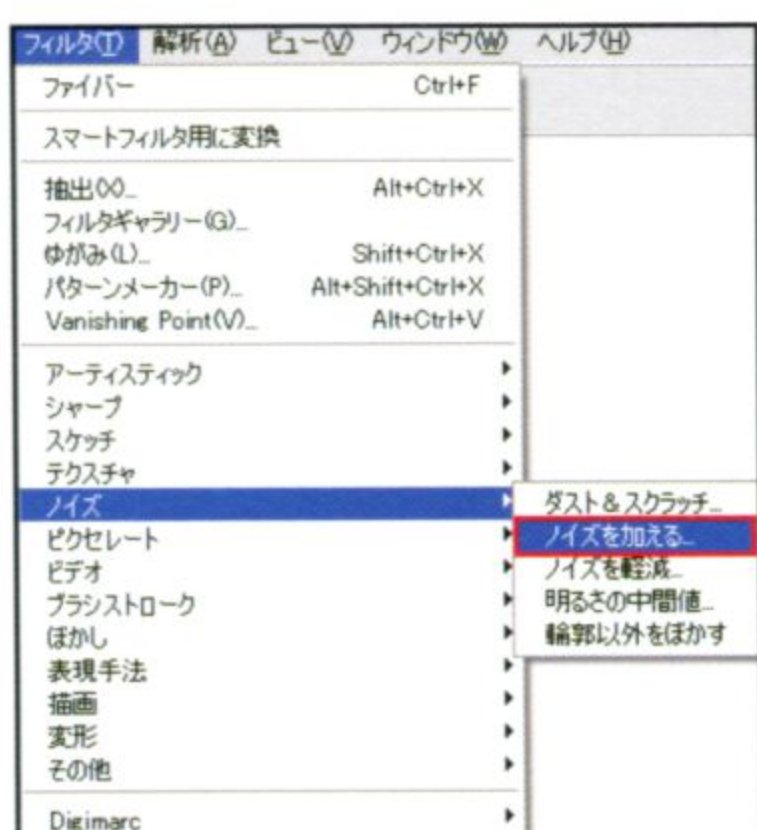 フィルタ(T) 解析(A) ビュー(V) ウィンドウ(W) ヘルプ(H)
ファイバー Ctrl+F
スマートフィルタ用に変換
抽出(X)... Alt+Ctrl+X
フィルタギャラリー(G)...
ゆがみ(L)... Shift+Ctrl+X
パターンメーカー(P)... Alt+Shift+Ctrl+X
Vanishing Point(V)... Alt+Ctrl+V
アーティスティック
シャープ
スケッチ
テクスチャ
ノイズ
ダスト&スクラッチ...
ピクセレート
ノイズを加える...
ビデオ
ノイズを軽減...
ブラシストローク
明るさの中間値...
ぼかし
輪郭以外をぼかす
表現手法
描画
変形
その他
Digimarc